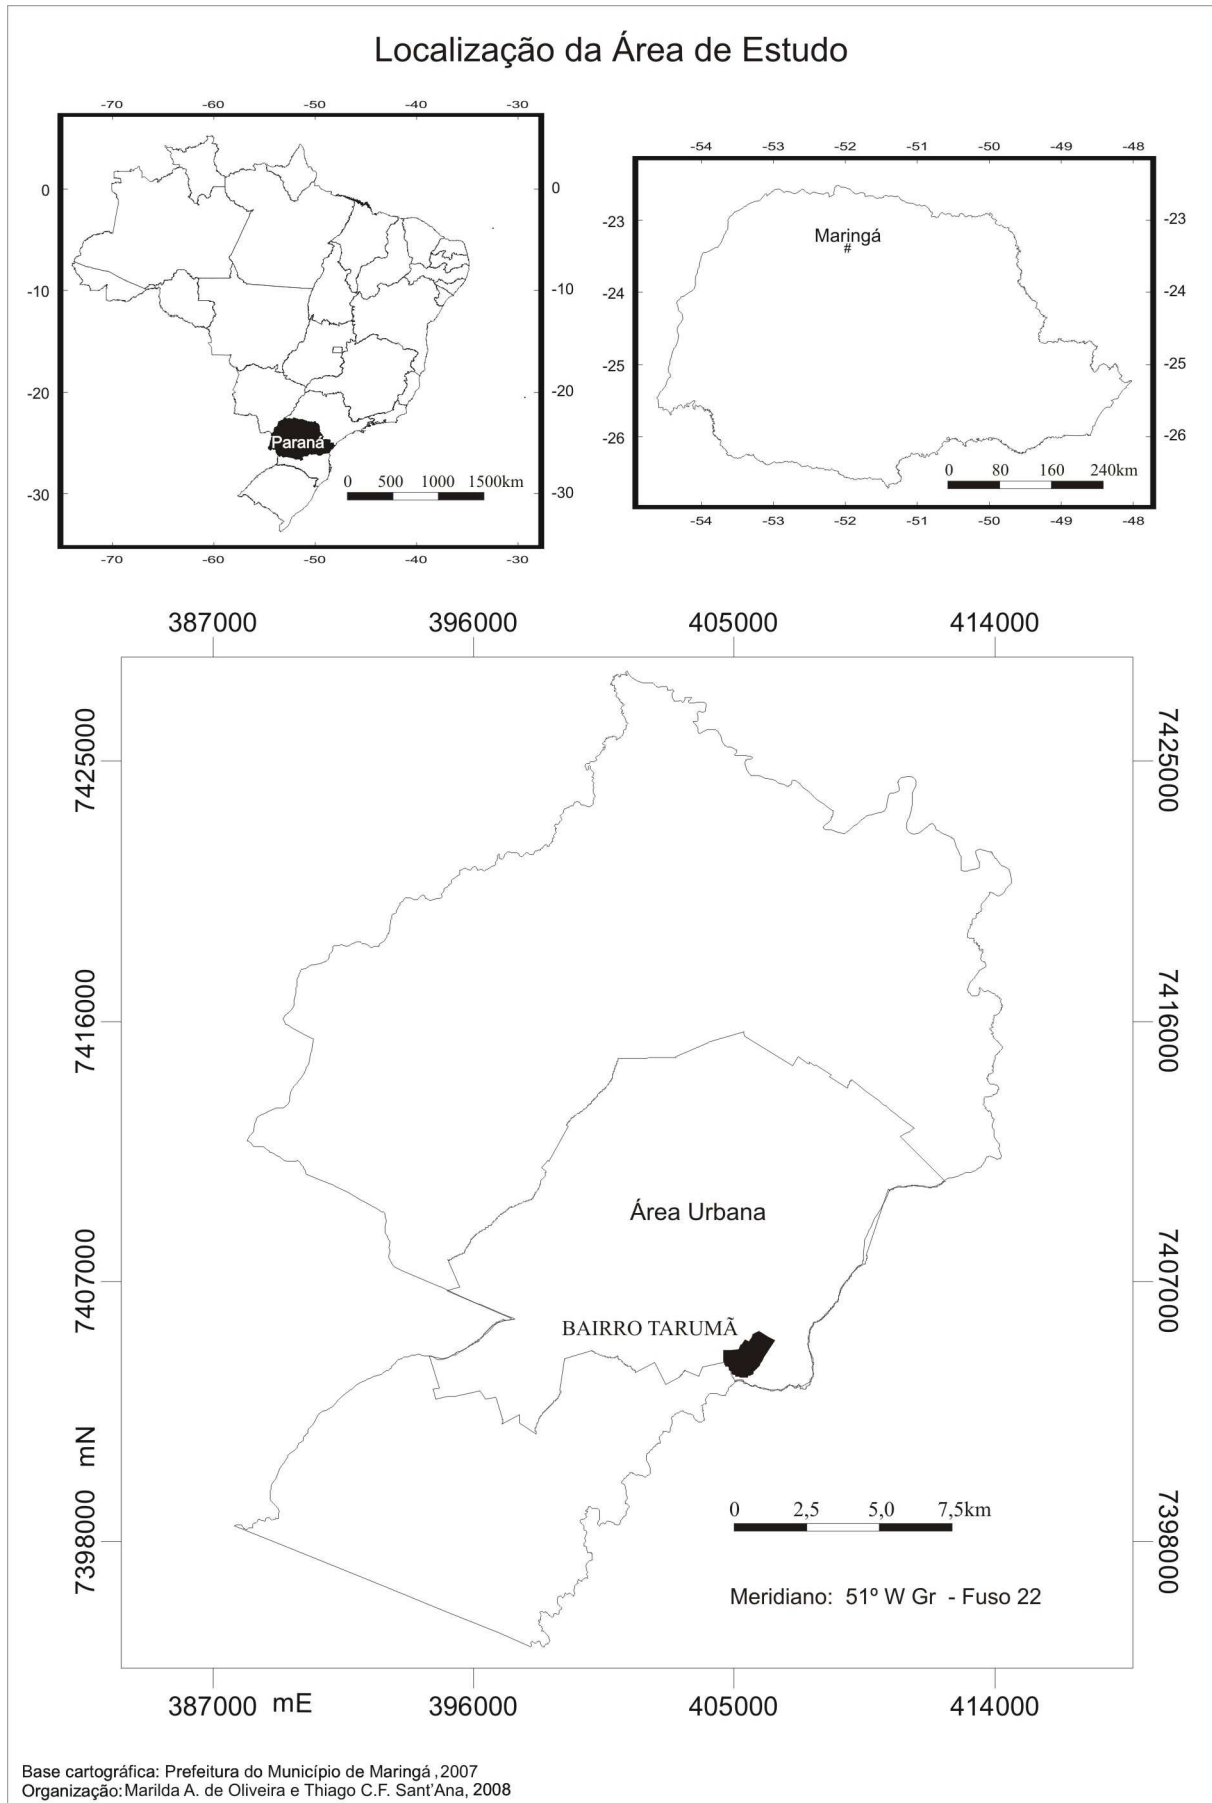 Localização da Área de Estudo
-70 -60 -50 -40 -30
0 0
-10 -10
-20 -20
-30 -30
Paraná
0 500 1000 1500km
-70 -60 -50 -40 -30
-54 -53 -52 -51 -50 -49 -48
-23 -23
-24 -24
-25 -25
-26 -26
Maringá
#
0 80 160 240km
-54 -53 -52 -51 -50 -49 -48
387000 396000 405000 414000
7425000 7425000
7416000 7416000
Área Urbana
7407000 7407000
BAIRRO TARUMÃ
7398000 mN 7398000
0 2,5 5,0 7,5km
Meridiano: 51º W Gr - Fuso 22
387000 mE 396000 405000 414000
Base cartográfica: Prefeitura do Município de Maringá, 2007
Organização: Marilda A. de Oliveira e Thiago C.F. Sant'Ana, 2008